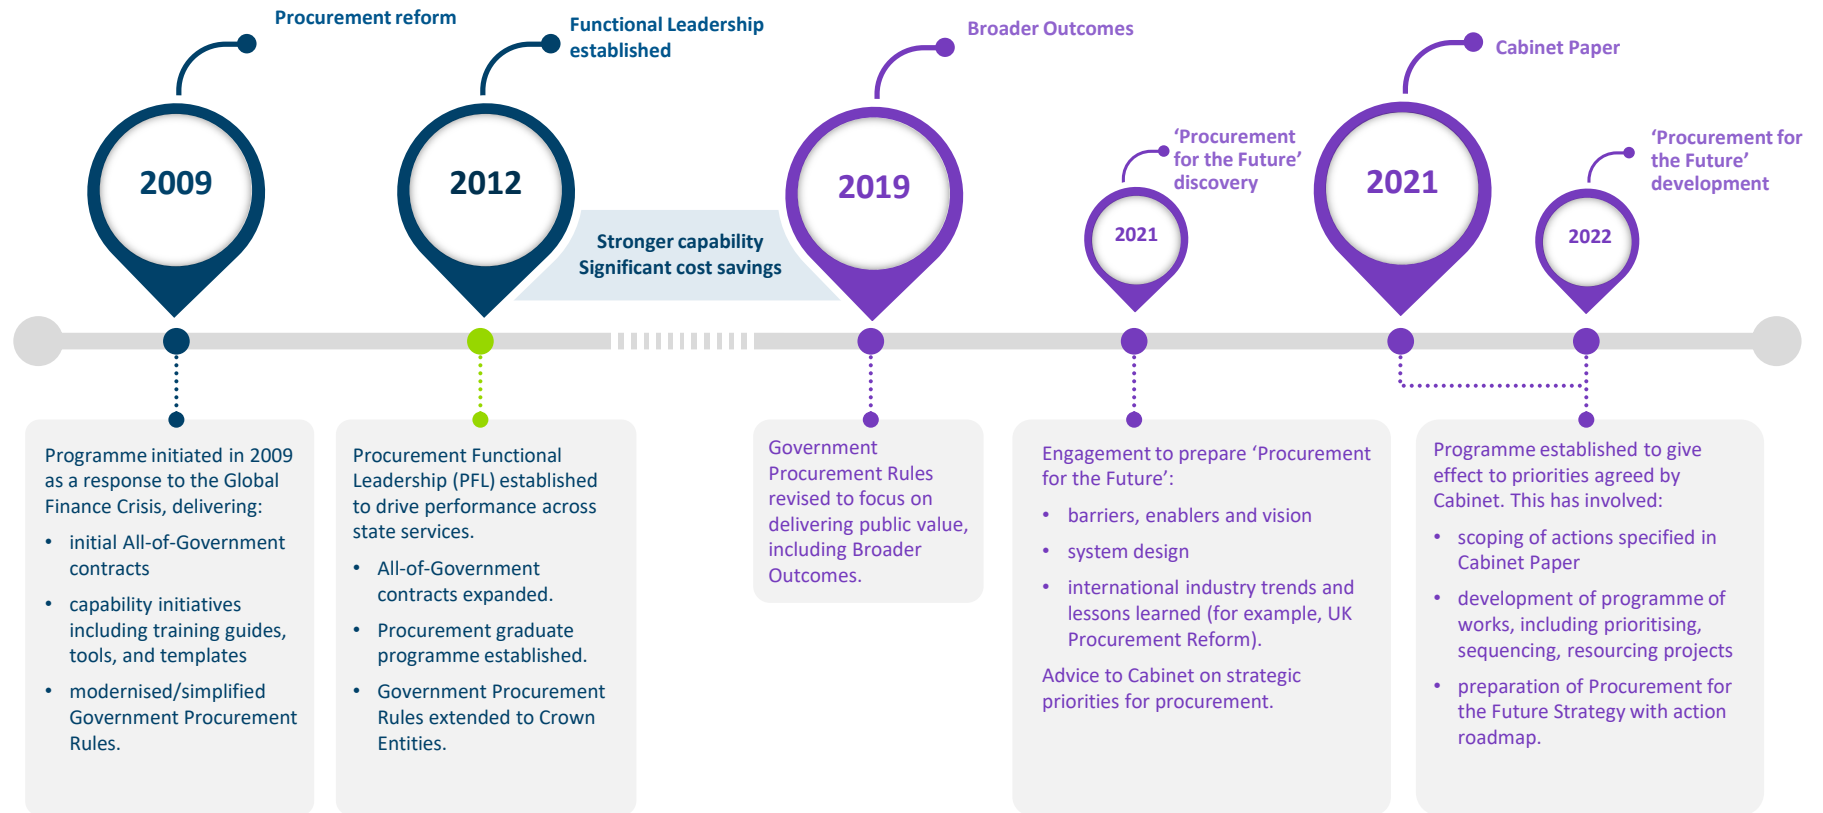 Procurement reform
2009
Programme initiated in 2009
as a response to the Global
Finance Crisis, delivering:
• initial All-of-Government
contracts
• capability initiatives
including training guides,
tools, and templates
• modernised/simplified
Government Procurement
Rules.
Functional Leadership
established
2012
Procurement Functional
Leadership (PFL) established
to drive performance across
state services.
• All-of-Government
contracts expanded.
• Procurement graduate
programme established.
• Government Procurement
Rules extended to Crown
Entities.
Stronger capability
Significant cost savings
Broader Outcomes
2019
Government
Procurement Rules
revised to focus on
delivering public value,
including Broader
Outcomes.
‘Procurement
for the Future’
discovery
2021
Engagement to prepare ‘Procurement
for the Future’:
• barriers, enablers and vision
• system design
• international industry trends and
lessons learned (for example, UK
Procurement Reform).
Advice to Cabinet on strategic
priorities for procurement.
Cabinet Paper
2021
‘Procurement for
the Future’
development
2022
Programme established to give
effect to priorities agreed by
Cabinet. This has involved:
• scoping of actions specified in
Cabinet Paper
• development of programme of
works, including prioritising,
sequencing, resourcing projects
• preparation of Procurement for
the Future Strategy with action
roadmap.